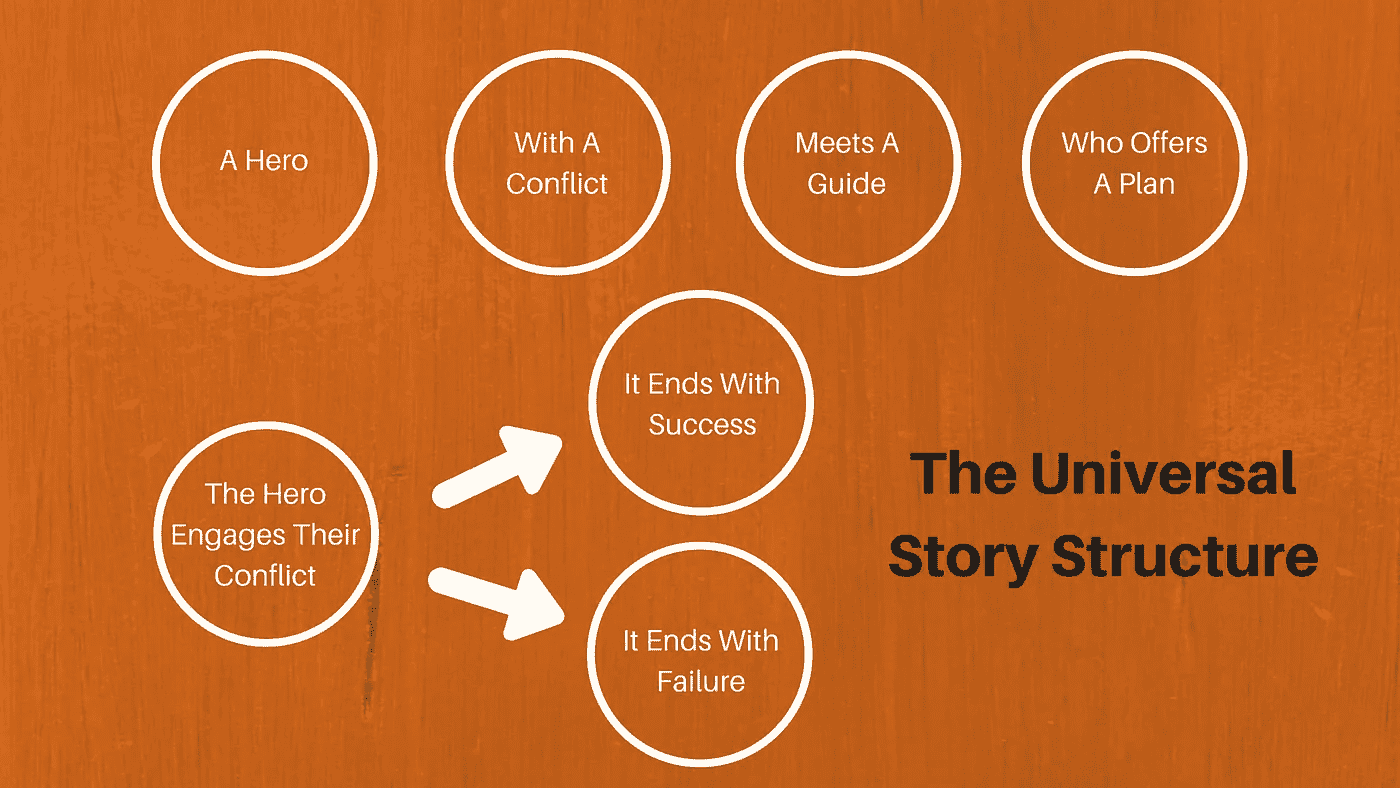 A Hero
With A
Conflict
Meets A
Guide
Who Offers
A Plan
The Hero
Engages Their
Conflict
It Ends With
Success
It Ends With
Failure
The Universal
Story Structure